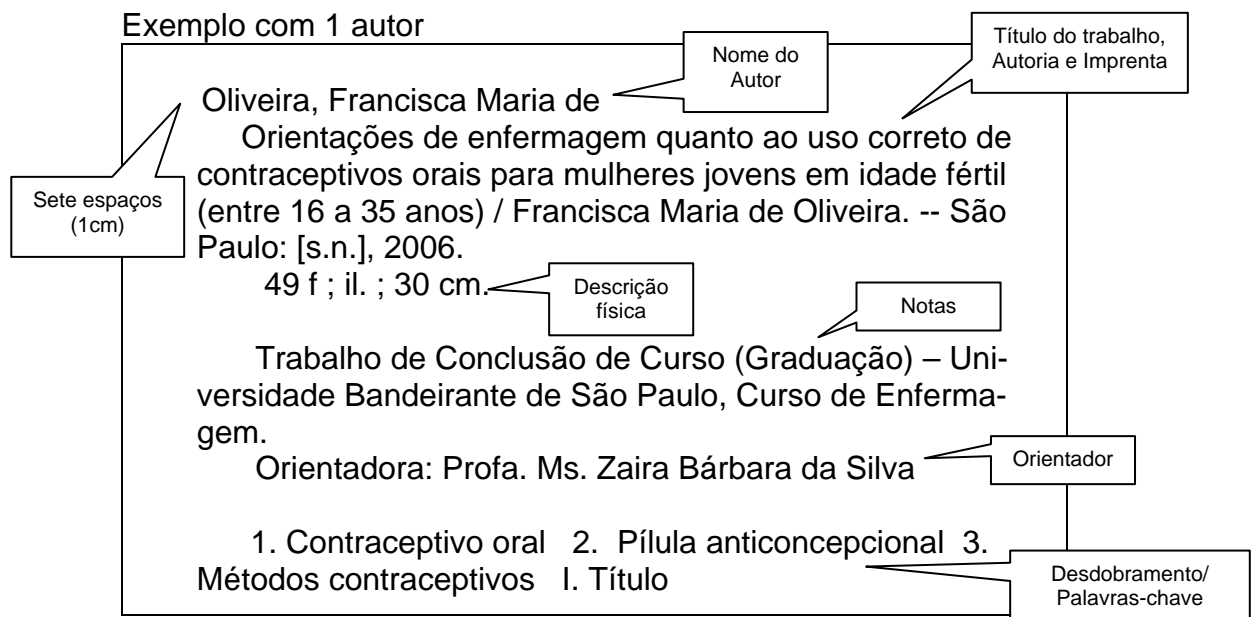 Exemplo com 1 autor
Nome do
Autor
Título do trabalho,
Autoria e Imprenta
Oliveira, Francisca Maria de
Orientações de enfermagem quanto ao uso correto de
contraceptivos orais para mulheres jovens em idade fértil
(entre 16 a 35 anos) / Francisca Maria de Oliveira. -- São
Paulo: [s.n.], 2006.
Sete espaços
(1cm)
49 f ; il. ; 30 cm.
Descrição
física
Notas
Trabalho de Conclusão de Curso (Graduação) – Uni-
versidade Bandeirante de São Paulo, Curso de Enferma-
gem.
Orientadora: Profa. Ms. Zaira Bárbara da Silva
Orientador
1. Contraceptivo oral 2. Pílula anticoncepcional 3.
Métodos contraceptivos I. Título
Desdobramento/
Palavras-chave